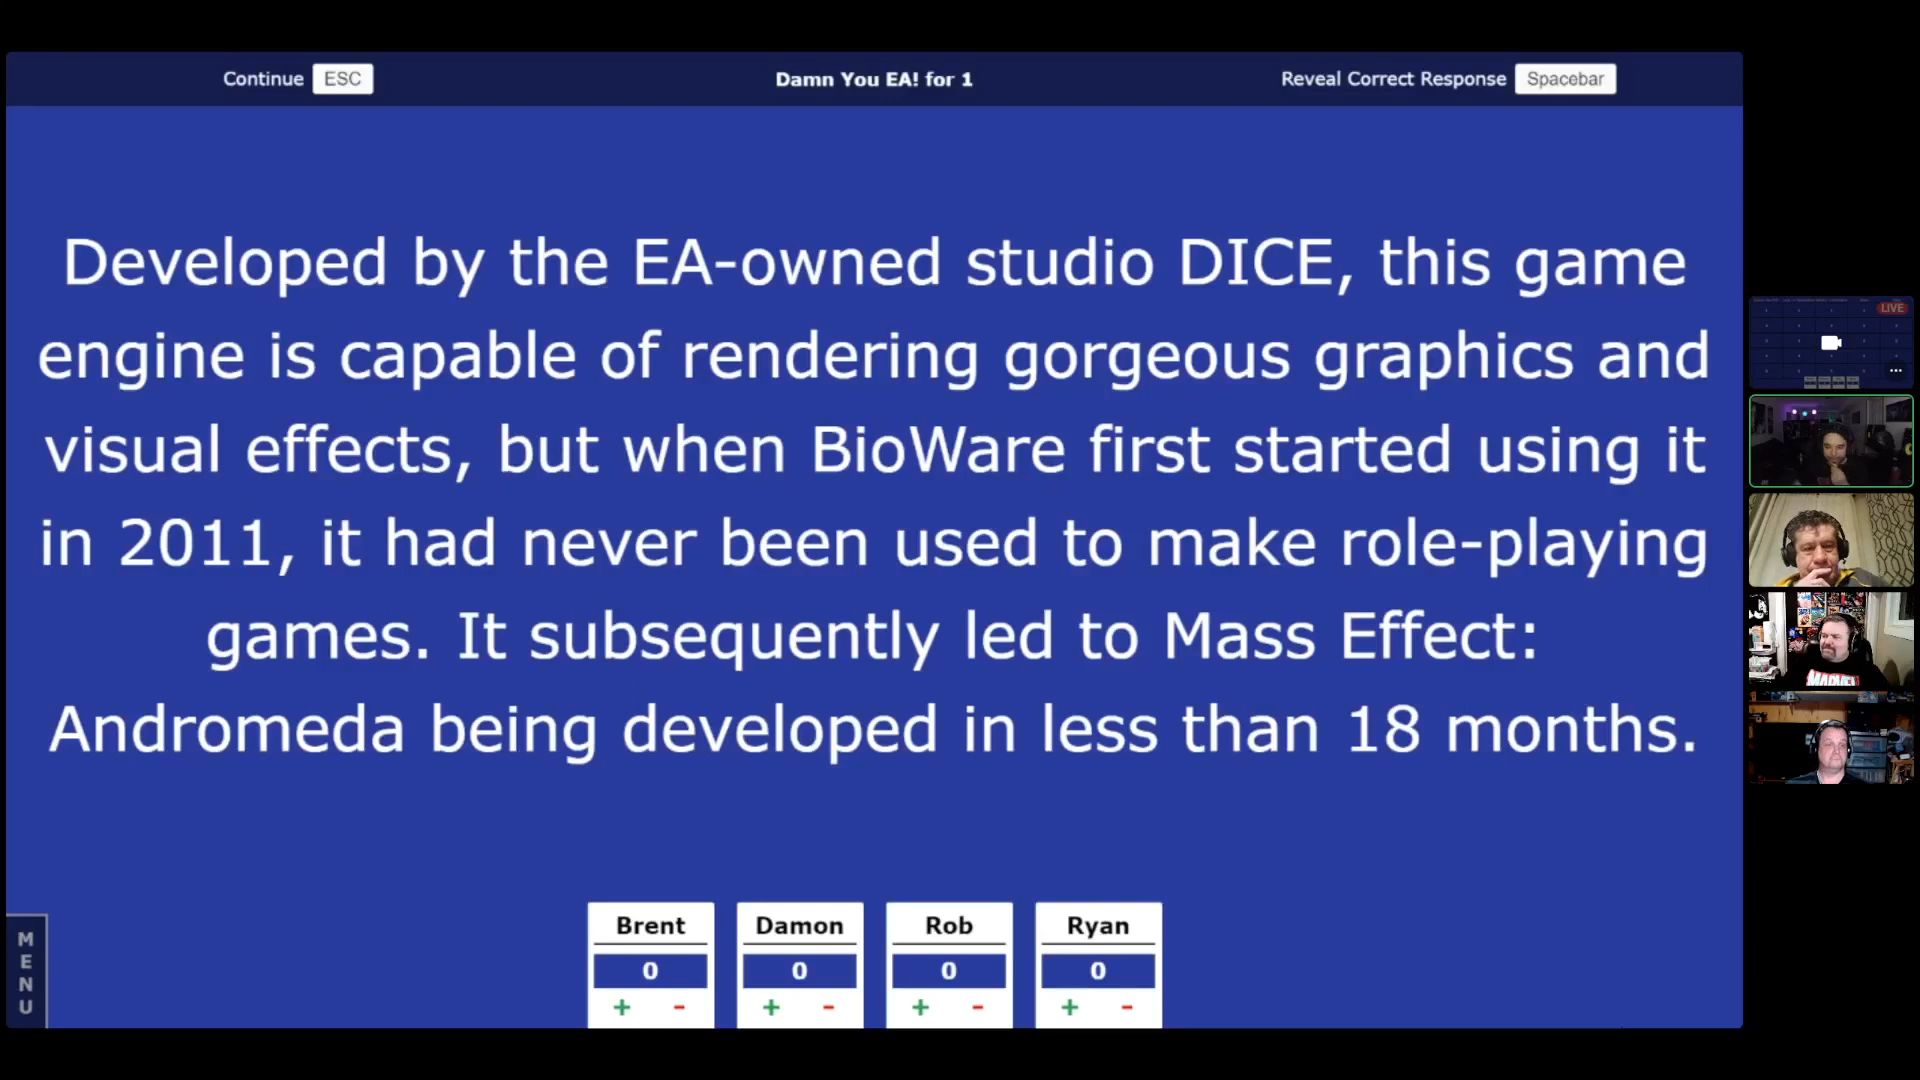 Continue ESC Damn You EA! for 1 Reveal Correct Response Spacebar
Developed by the EA-owned studio DICE, this game
engine is capable of rendering gorgeous graphics and
visual effects, but when BioWare first started using it
in 2011, it had never been used to make role-playing
games. It subsequently led to Mass Effect:
Andromeda being developed in less than 18 months.
LIVE
MENU
Brent Damon Rob Ryan
0 0 0 0
+ - + - + - + -